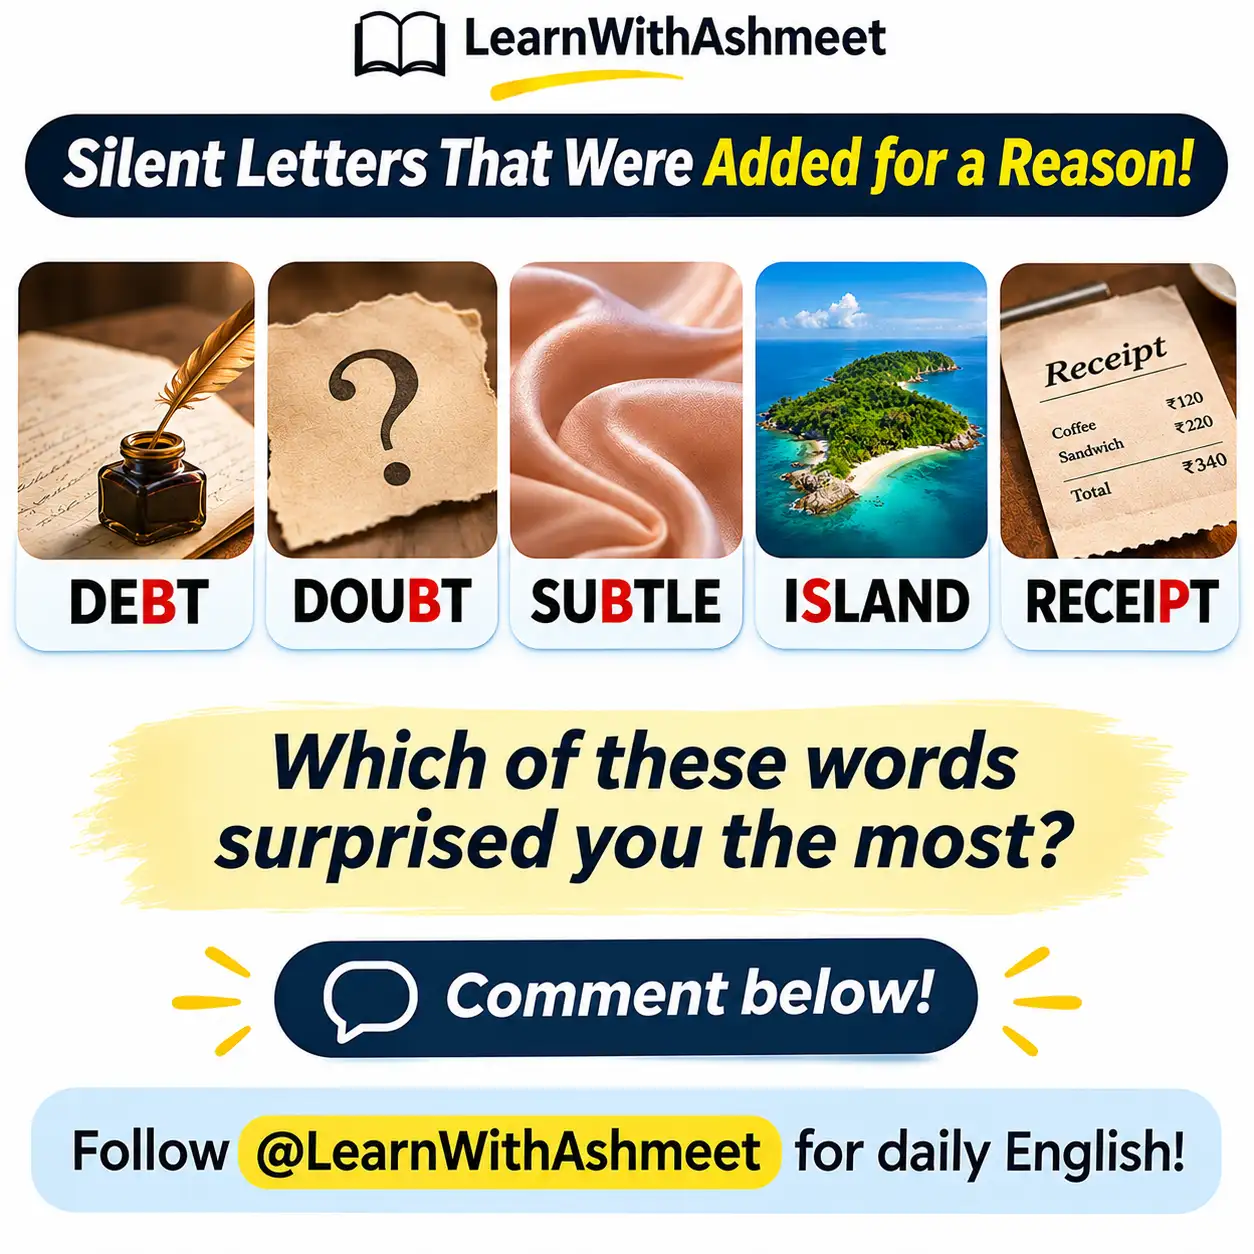 LearnWithAshmeet
Silent Letters That Were Added for a Reason!
?
Receipt
Coffee ₹120
Sandwich ₹220
Total ₹340
DEBT
DOUBT
SUBTLE
ISLAND
RECEIPT
Which of these words
surprised you the most?
Comment below!
Follow @LearnWithAshmeet for daily English!